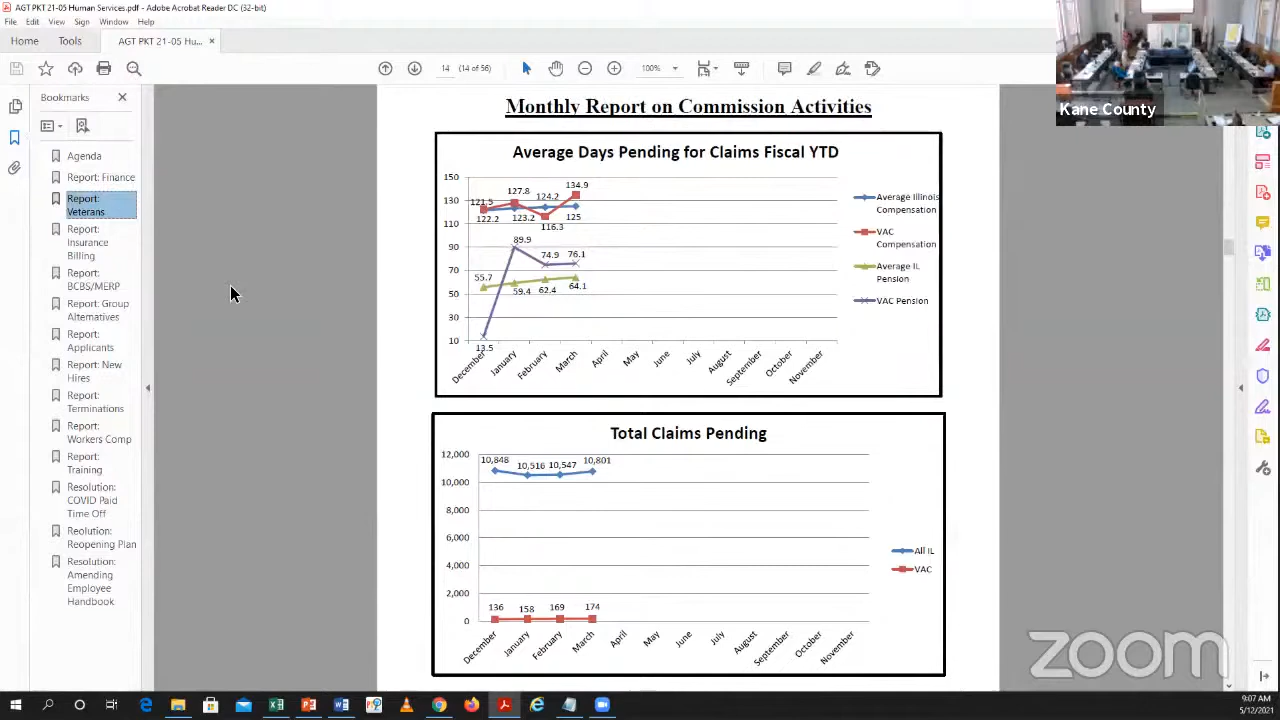 AGT PKT 21-05 Human Services.pdf - Adobe Acrobat Reader DC (32-bit)
File Edit View Sign Window Help
Home Tools AGT PKT 21-05 Hu... ×
14 (14 of 56) 100%
Bookmarks
Agenda
Report: Finance
Report:
Veterans
Report:
Insurance
Billing
Report:
BCBS/MERP
Report: Group
Alternatives
Report:
Applicants
Report: New
Hires
Report:
Terminations
Report:
Workers Comp
Report:
Training
Resolution:
COVID Paid
Time Off
Reolution:
Reopening Plan
Resolution:
Amending
Employee
Handbook
Monthly Report on Commission Activities
Average Days Pending for Claims Fiscal YTD
150
130
110
90
70
50
30
10
121.5 127.8 124.2 134.9
122.2 123.2 116.3 125
89.9 74.9 76.1
55.7 59.4 62.4 64.1
13.5
December January February March April May June July August September October November
Average Illinois
Compensation
VAC
Compensation
Average IL
Pension
VAC Pension
Total Claims Pending
12,000
10,000
8,000
6,000
4,000
2,000
0
10,848 10,516 10,547 10,801
136 158 169 174
December January February March April May June July August September October November
All IL
VAC
Kane County
zoom
9:07 AM
5/12/2021